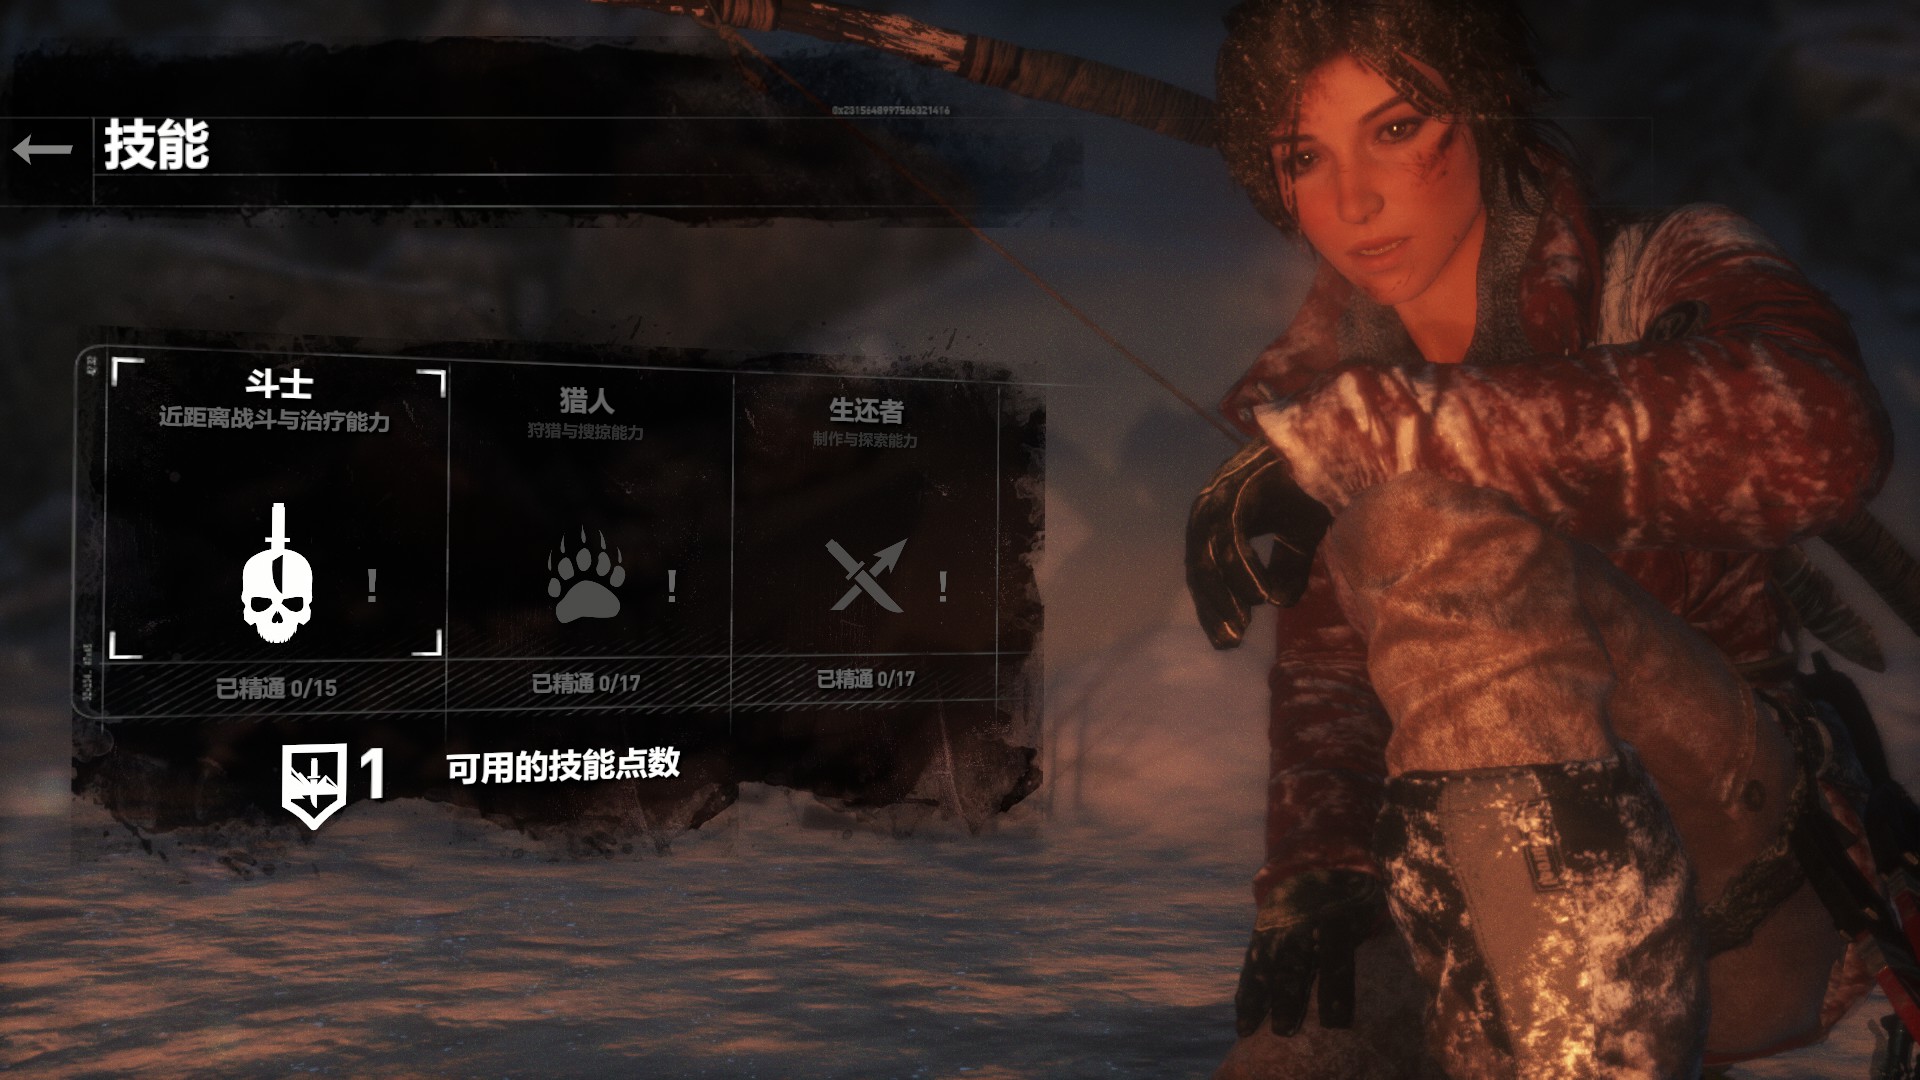 0x2315648997566321416
技能
斗士
近距离战斗与治疗能力
猎人
狩猎与搜掠能力
生还者
制作与探索能力
!
!
!
已精通 0/15
已精通 0/17
已精通 0/17
1 可用的技能点数